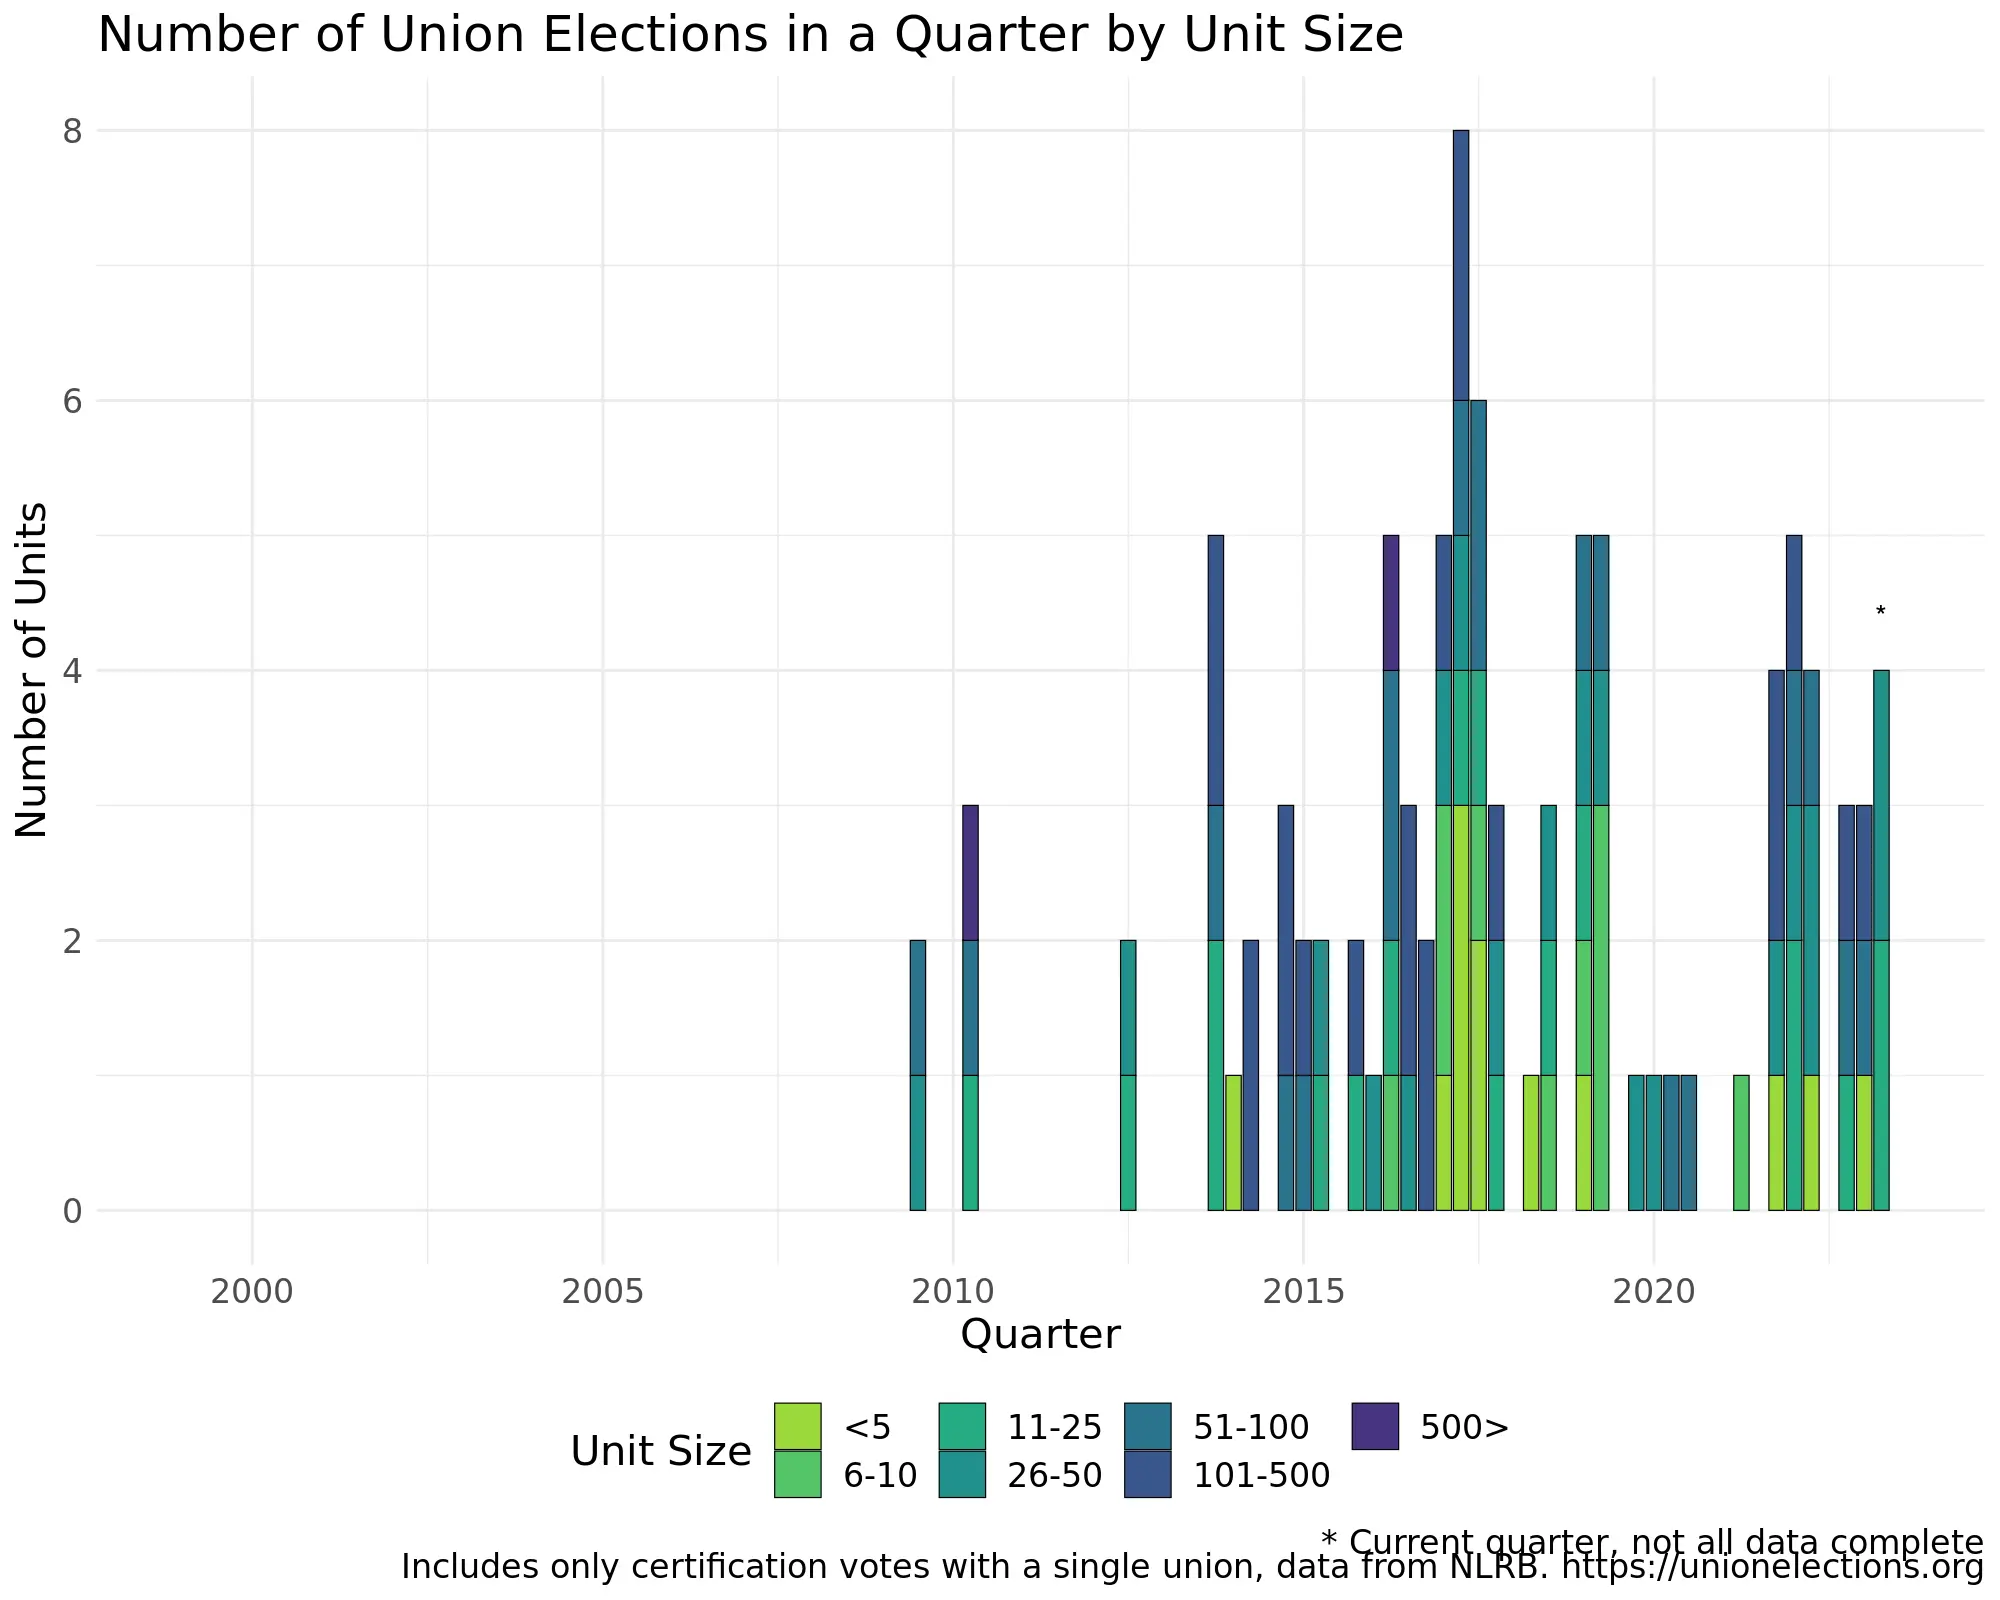 Number of Union Elections in a Quarter by Unit Size
Number of Units
8
6
4
2
0
*
2000 2005 2010 2015 2020
Quarter
Unit Size
<5 11-25 51-100 500>
6-10 26-50 101-500
* Current quarter, not all data complete
Includes only certification votes with a single union, data from NLRB. https://unionelections.org